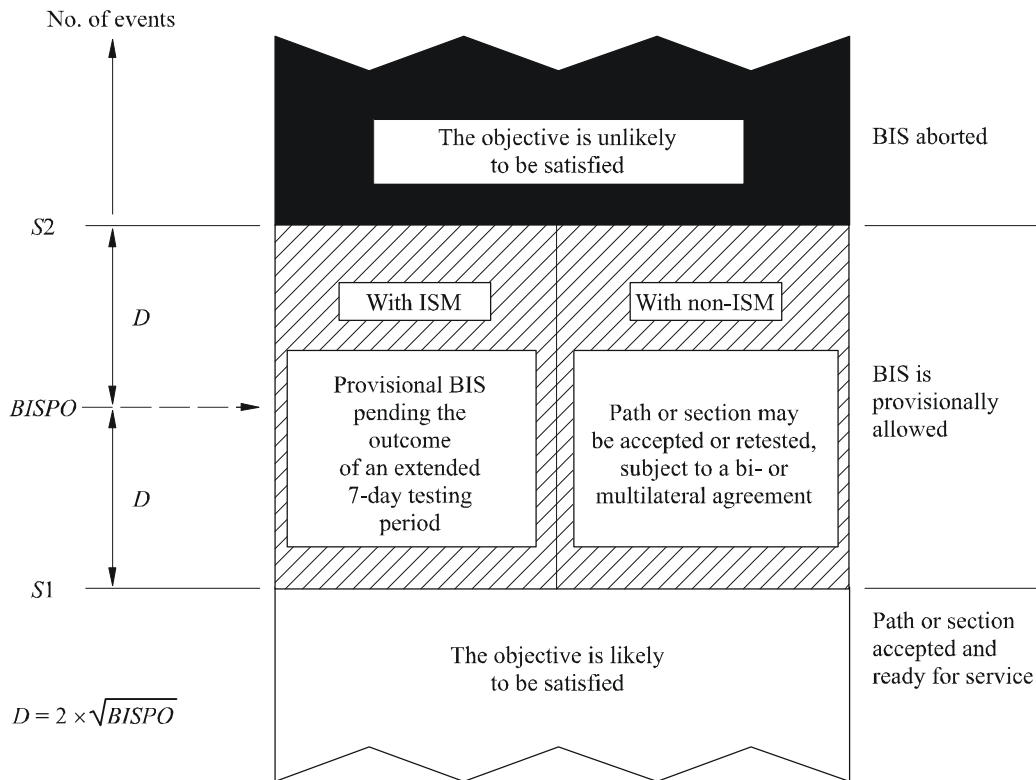 No. of events
The objective is unlikely
to be satisfied
BIS aborted
S2
D
With ISM
With non-ISM
BISPO
Provisional BIS
pending the
outcome
of an extended
7-day testing
period
Path or section may
be accepted or retested,
subject to a bi- or
multilateral agreement
BIS is
provisionally
allowed
D
S1
The objective is likely
to be satisfied
Path or section
accepted and
ready for service
D = 2 × √BISPO